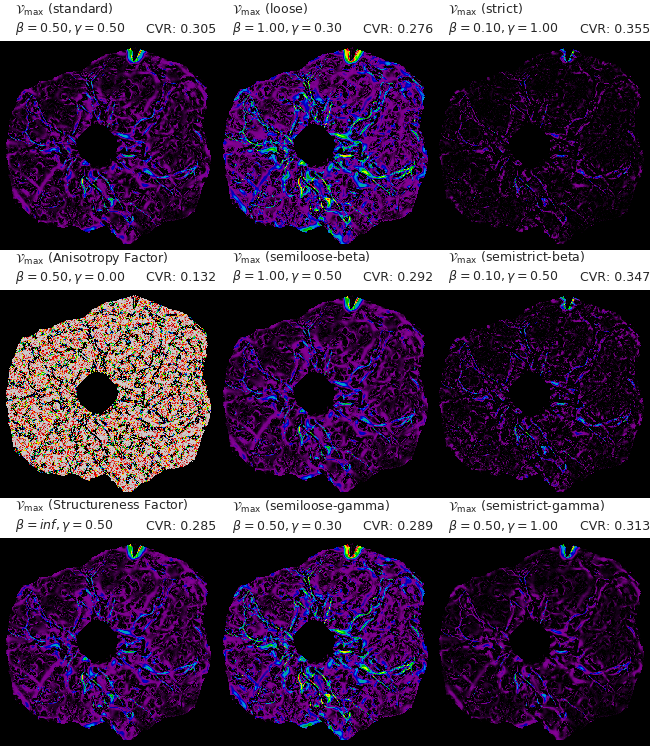 𝒱max (standard)
β = 0.50, γ = 0.50 CVR: 0.305
𝒱max (loose)
β = 1.00, γ = 0.30 CVR: 0.276
𝒱max (strict)
β = 0.10, γ = 1.00 CVR: 0.355
𝒱max (Anisotropy Factor)
β = 0.50, γ = 0.00 CVR: 0.132
𝒱max (semiloose-beta)
β = 1.00, γ = 0.50 CVR: 0.292
𝒱max (semistrict-beta)
β = 0.10, γ = 0.50 CVR: 0.347
𝒱max (Structureness Factor)
β = inf, γ = 0.50 CVR: 0.285
𝒱max (semiloose-gamma)
β = 0.50, γ = 0.30 CVR: 0.289
𝒱max (semistrict-gamma)
β = 0.50, γ = 1.00 CVR: 0.313